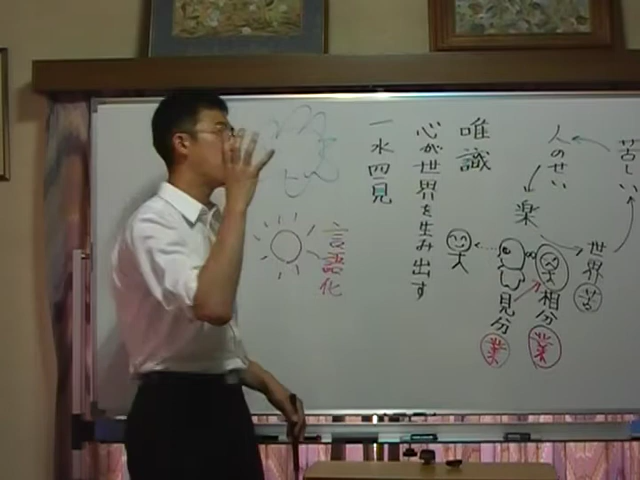 苦しい
人のせい
楽
世界
苦
相分
業
見分
業
唯識
心が世界を生み出す
一水四見
言語化